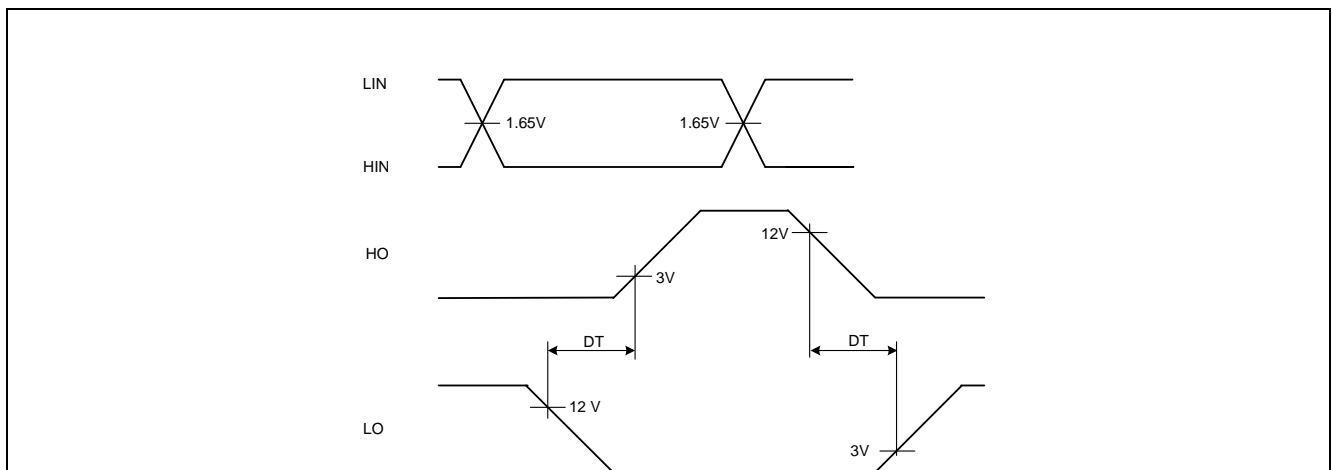 LIN
1.65V 1.65V
HIN
12V
HO
3V
DT DT
12 V
LO
3V